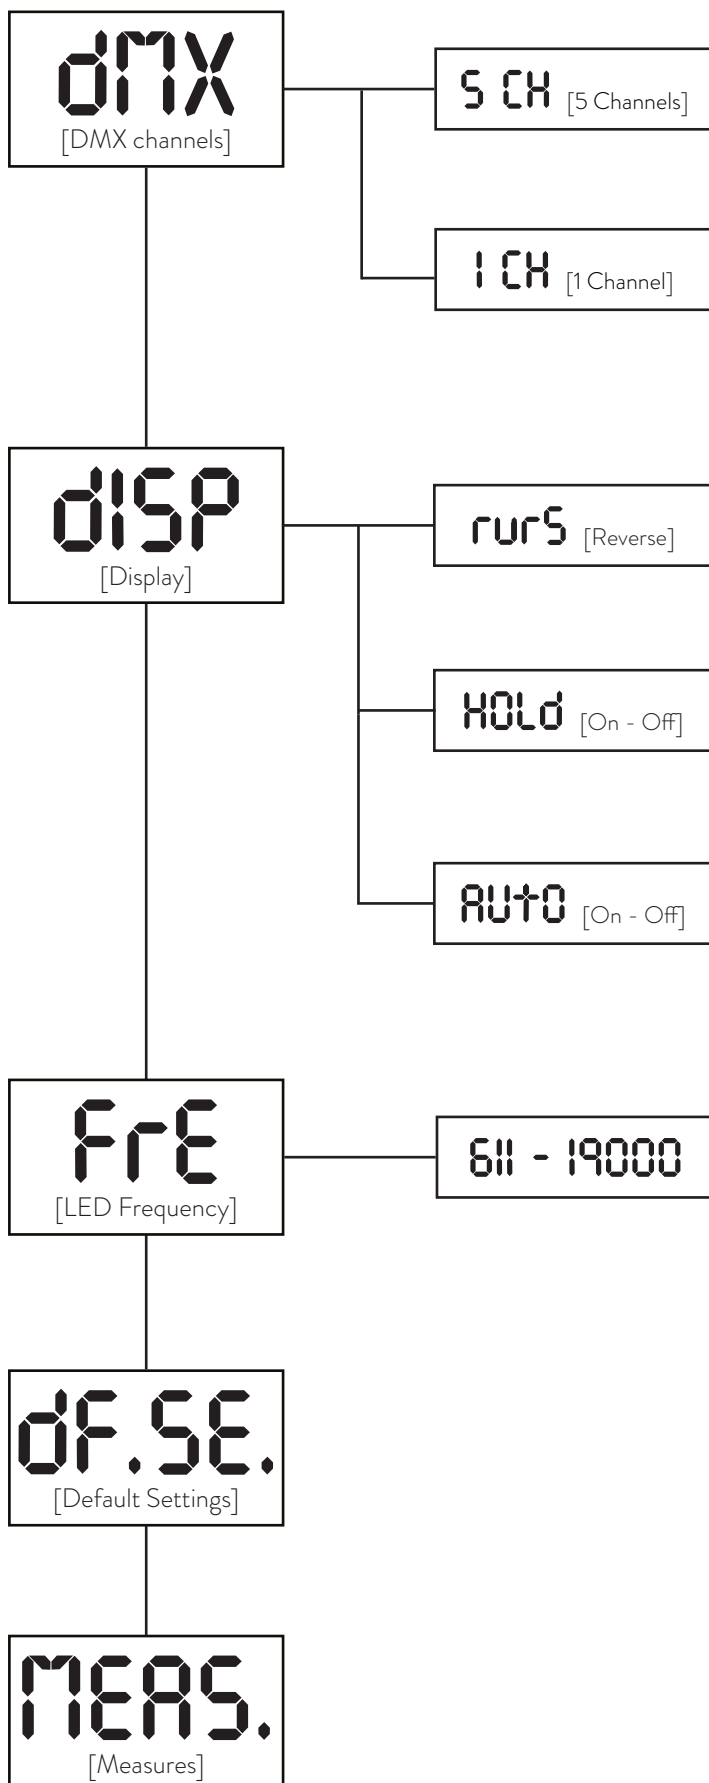 dMX
[DMX channels]
5 CH [5 Channels]
1 CH [1 Channel]
dISP
[Display]
rurS [Reverse]
HOLd [On - Off]
AUtO [On - Off]
FrE
[LED Frequency]
611 - 19000
dF.SE.
[Default Settings]
MEAS.
[Measures]